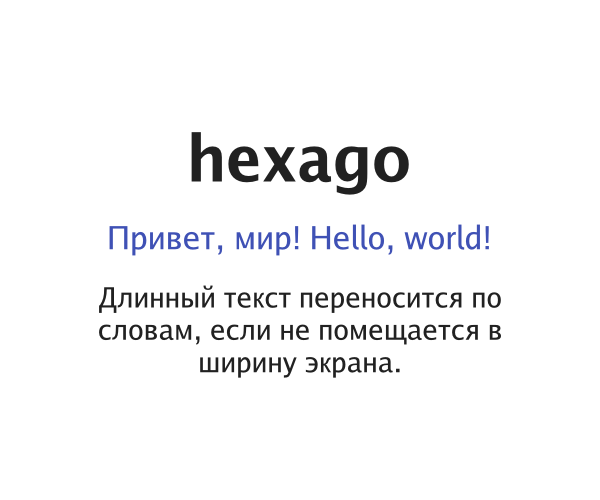 hexago
Привет, мир! Hello, world!
Длинный текст переносится по
словам, если не помещается в
ширину экрана.